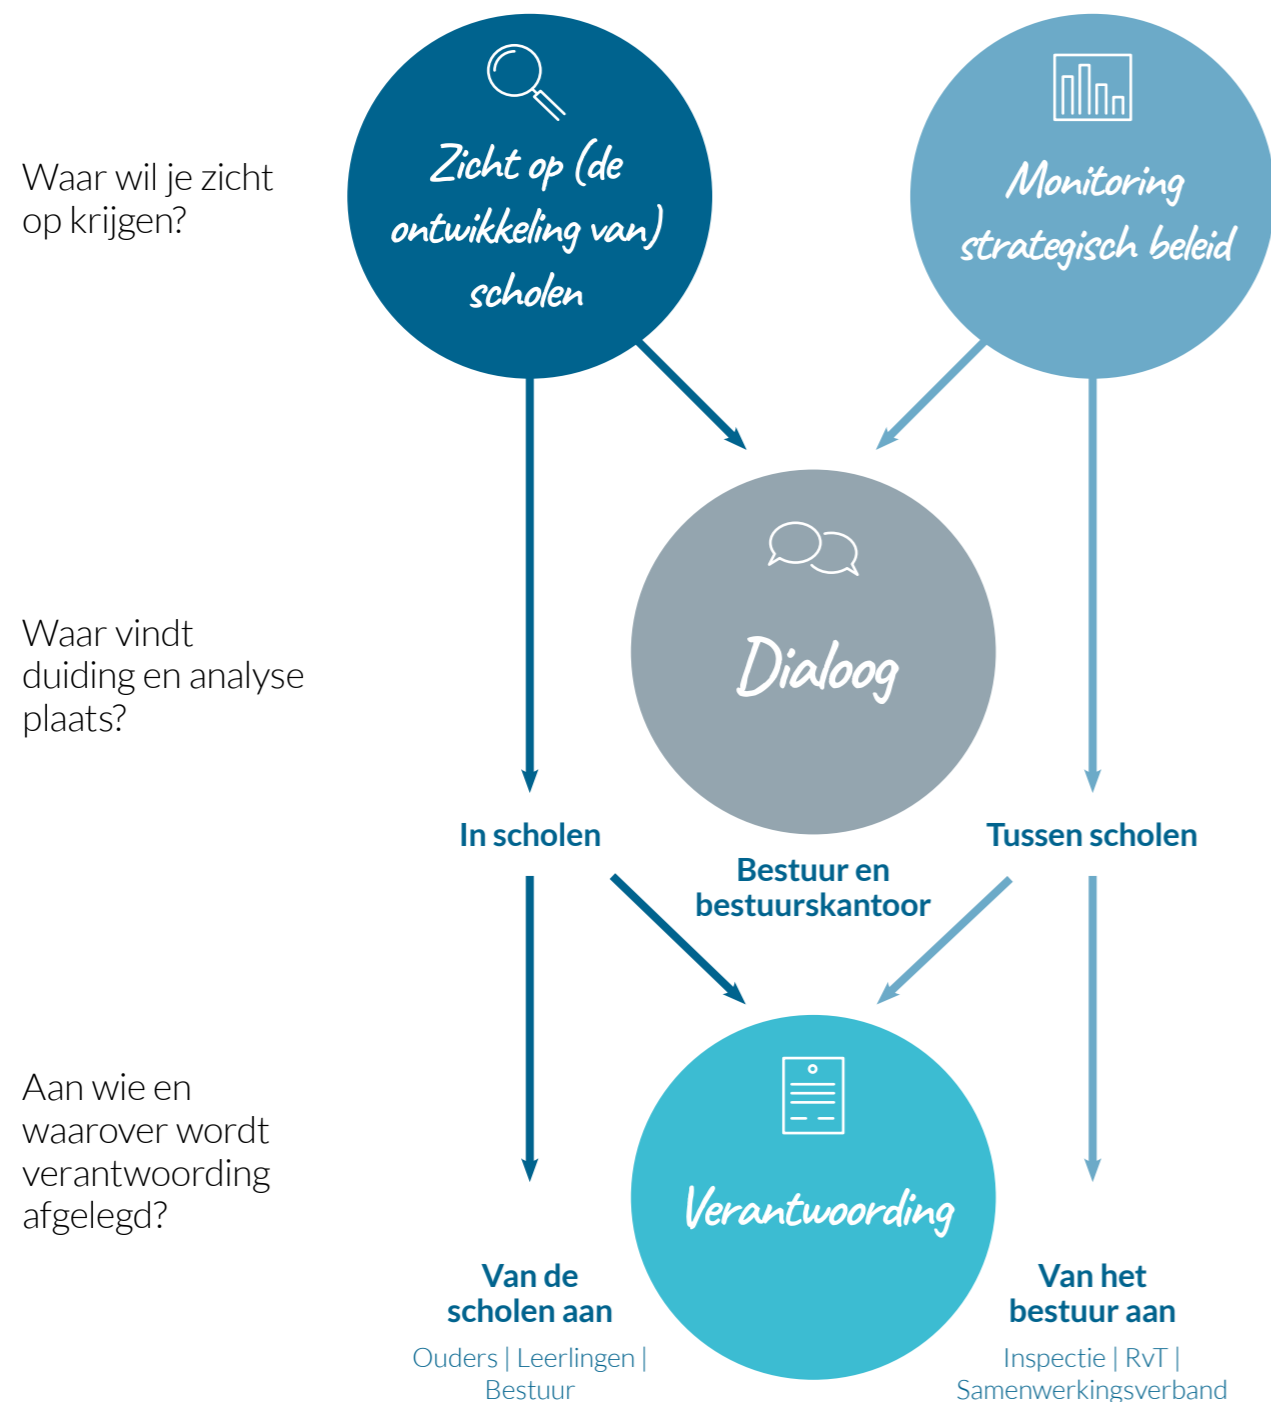 Waar wil je zicht
op krijgen?
Zicht op (de
ontwikkeling van)
scholen
Monitoring
strategisch beleid
Waar vindt
duiding en analyse
plaats?
Dialoog
In scholen
Bestuur en
bestuurskantoor
Tussen scholen
Aan wie en
waarover wordt
verantwoording
afgelegd?
Verantwoording
Van de
scholen aan
Ouders | Leerlingen |
Bestuur
Van het
bestuur aan
Inspectie | RvT |
Samenwerkingsverband